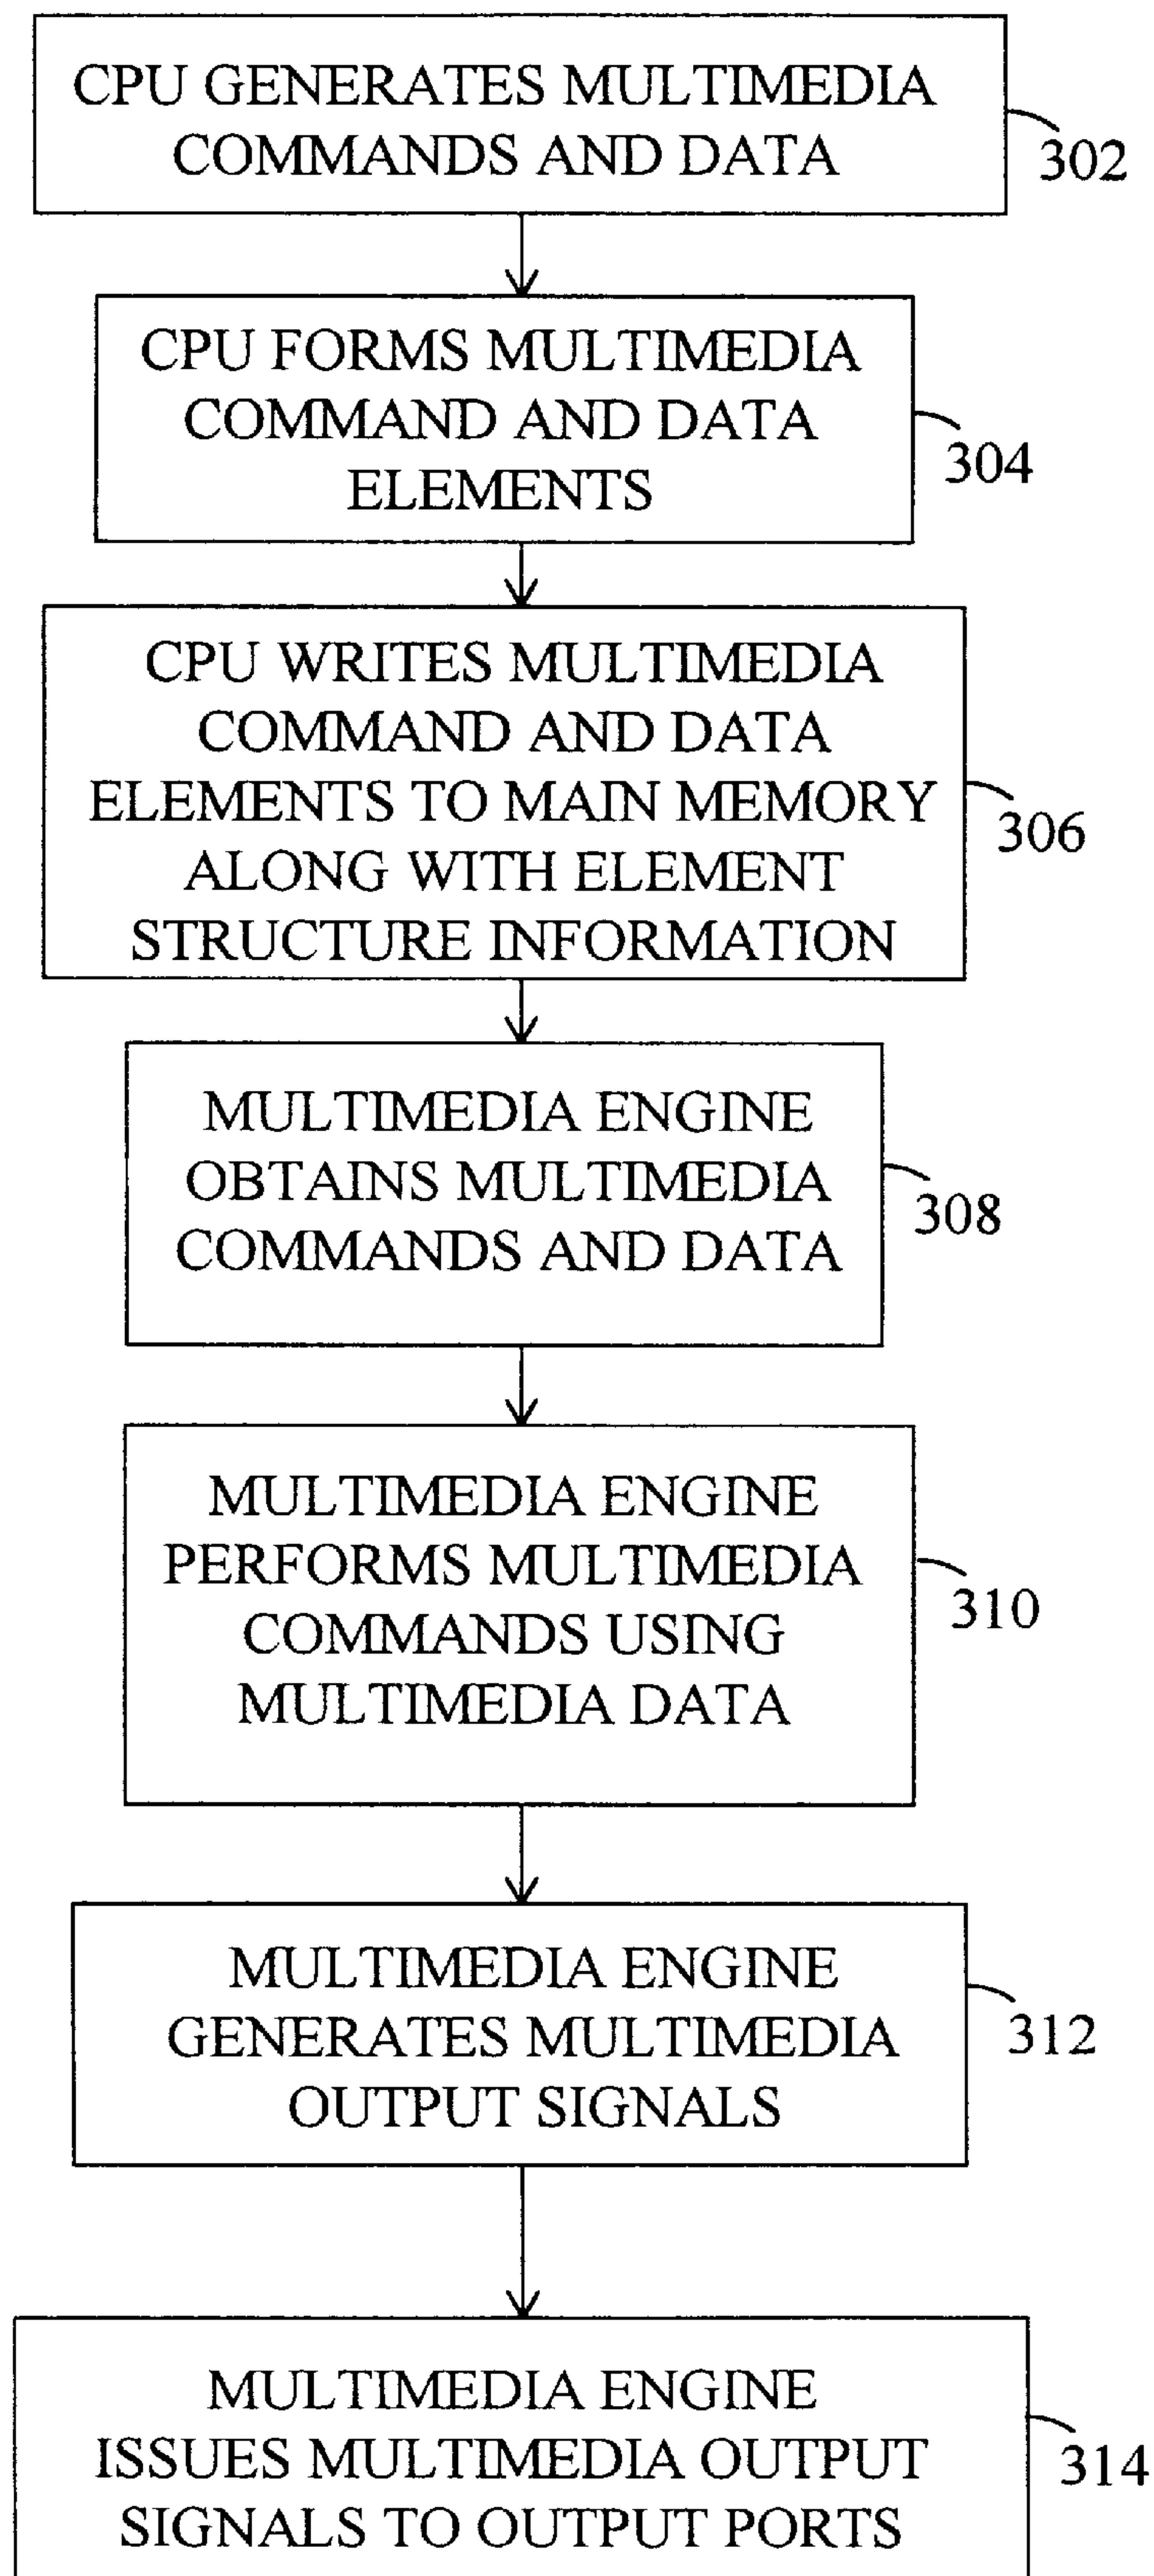 CPU GENERATES MULTIMEDIA
COMMANDS AND DATA
302
CPU FORMS MULTIMEDIA
COMMAND AND DATA
ELEMENTS
304
CPU WRITES MULTIMEDIA
COMMAND AND DATA
ELEMENTS TO MAIN MEMORY
ALONG WITH ELEMENT
STRUCTURE INFORMATION
306
MULTIMEDIA ENGINE
OBTAINS MULTIMEDIA
COMMANDS AND DATA
308
MULTIMEDIA ENGINE
PERFORMS MULTIMEDIA
COMMANDS USING
MULTIMEDIA DATA
310
MULTIMEDIA ENGINE
GENERATES MULTIMEDIA
OUTPUT SIGNALS
312
MULTIMEDIA ENGINE
ISSUES MULTIMEDIA OUTPUT
SIGNALS TO OUTPUT PORTS
314